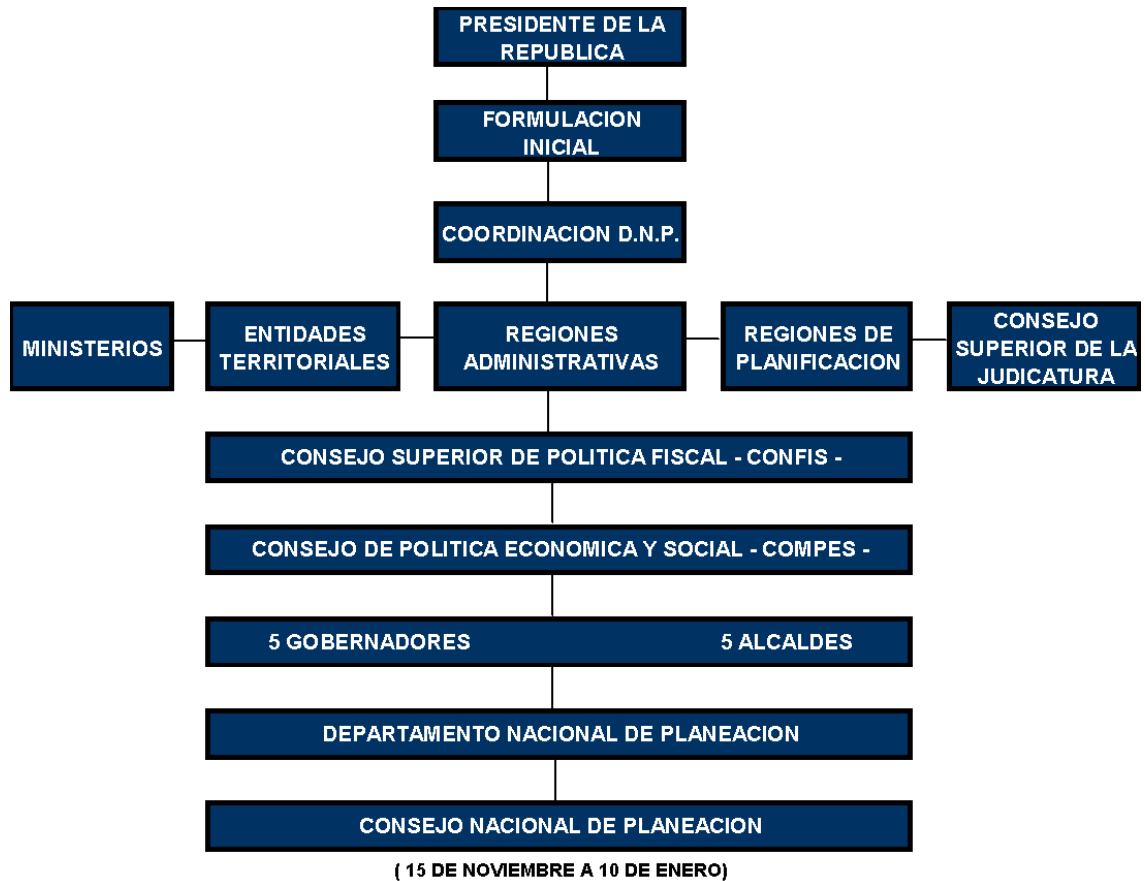 PRESIDENTE DE LA
REPUBLICA
FORMULACION
INICIAL
COORDINACION D.N.P.
MINISTERIOS
ENTIDADES
TERRITORIALES
REGIONES
ADMINISTRATIVAS
REGIONES DE
PLANIFICACION
CONSEJO
SUPERIOR DE LA
JUDICATURA
CONSEJO SUPERIOR DE POLITICA FISCAL - CONFIS -
CONSEJO DE POLITICA ECONOMICA Y SOCIAL - COMPES -
5 GOBERNADORES 5 ALCALDES
DEPARTAMENTO NACIONAL DE PLANEACION
CONSEJO NACIONAL DE PLANEACION
( 15 DE NOVIEMBRE A 10 DE ENERO)